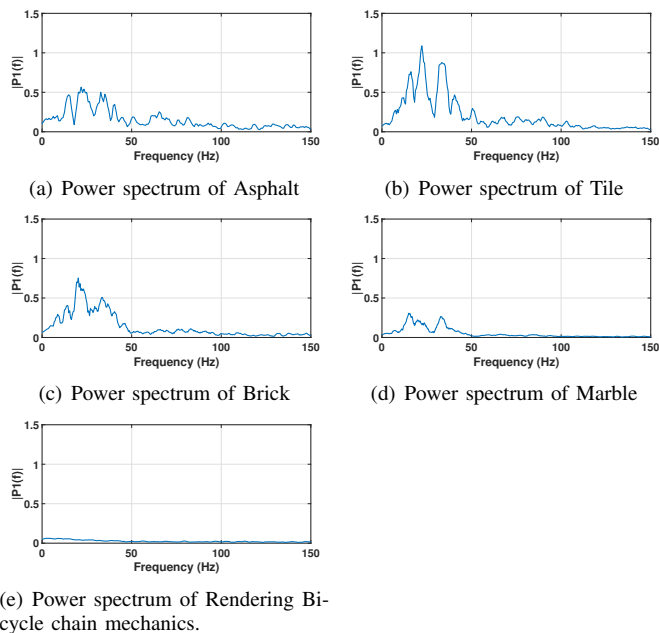 1.5
1
0.5
0
|P1(f)|
0 50 100 150
Frequency (Hz)
(a) Power spectrum of Asphalt
1.5
1
0.5
0
|P1(f)|
0 50 100 150
Frequency (Hz)
(b) Power spectrum of Tile
1.5
1
0.5
0
|P1(f)|
0 50 100 150
Frequency (Hz)
(c) Power spectrum of Brick
1.5
1
0.5
0
|P1(f)|
0 50 100 150
Frequency (Hz)
(d) Power spectrum of Marble
1.5
1
0.5
0
|P1(f)|
0 50 100 150
Frequency (Hz)
(e) Power spectrum of Rendering Bi-
cycle chain mechanics.